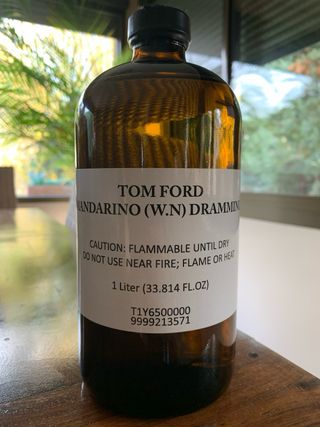 TOM FORD
MANDARINO (W.N) DRAMMING
CAUTION: FLAMMABLE UNTIL DRY
DO NOT USE NEAR FIRE; FLAME OR HEAT
1 Liter (33.814 FL.OZ)
T1Y6500000
9999213571